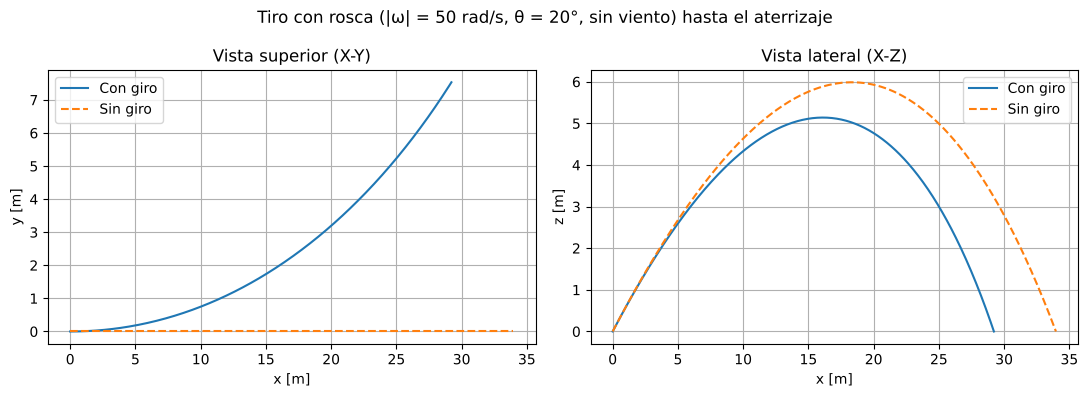 Tiro con rosca (|ω| = 50 rad/s, θ = 20°, sin viento) hasta el aterrizaje
Vista superior (X-Y)
Con giro
Sin giro
7
6
5
4
3
2
1
0
y [m]
0 5 10 15 20 25 30 35
x [m]
Vista lateral (X-Z)
Con giro
Sin giro
6
5
4
3
2
1
0
z [m]
0 5 10 15 20 25 30 35
x [m]